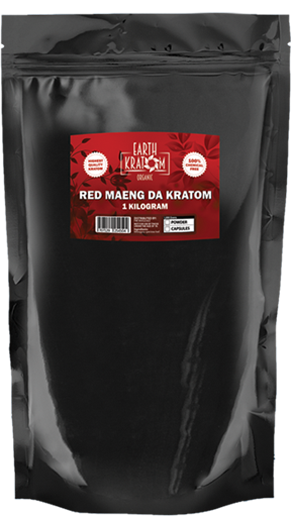 EARTH
KRATOM
ORGANIC
HIGHEST
QUALITY
KRATOM
100%
CHEMICAL
FREE
RED MAENG DA KRATOM
1 KILOGRAM
POWDER
CAPSULES